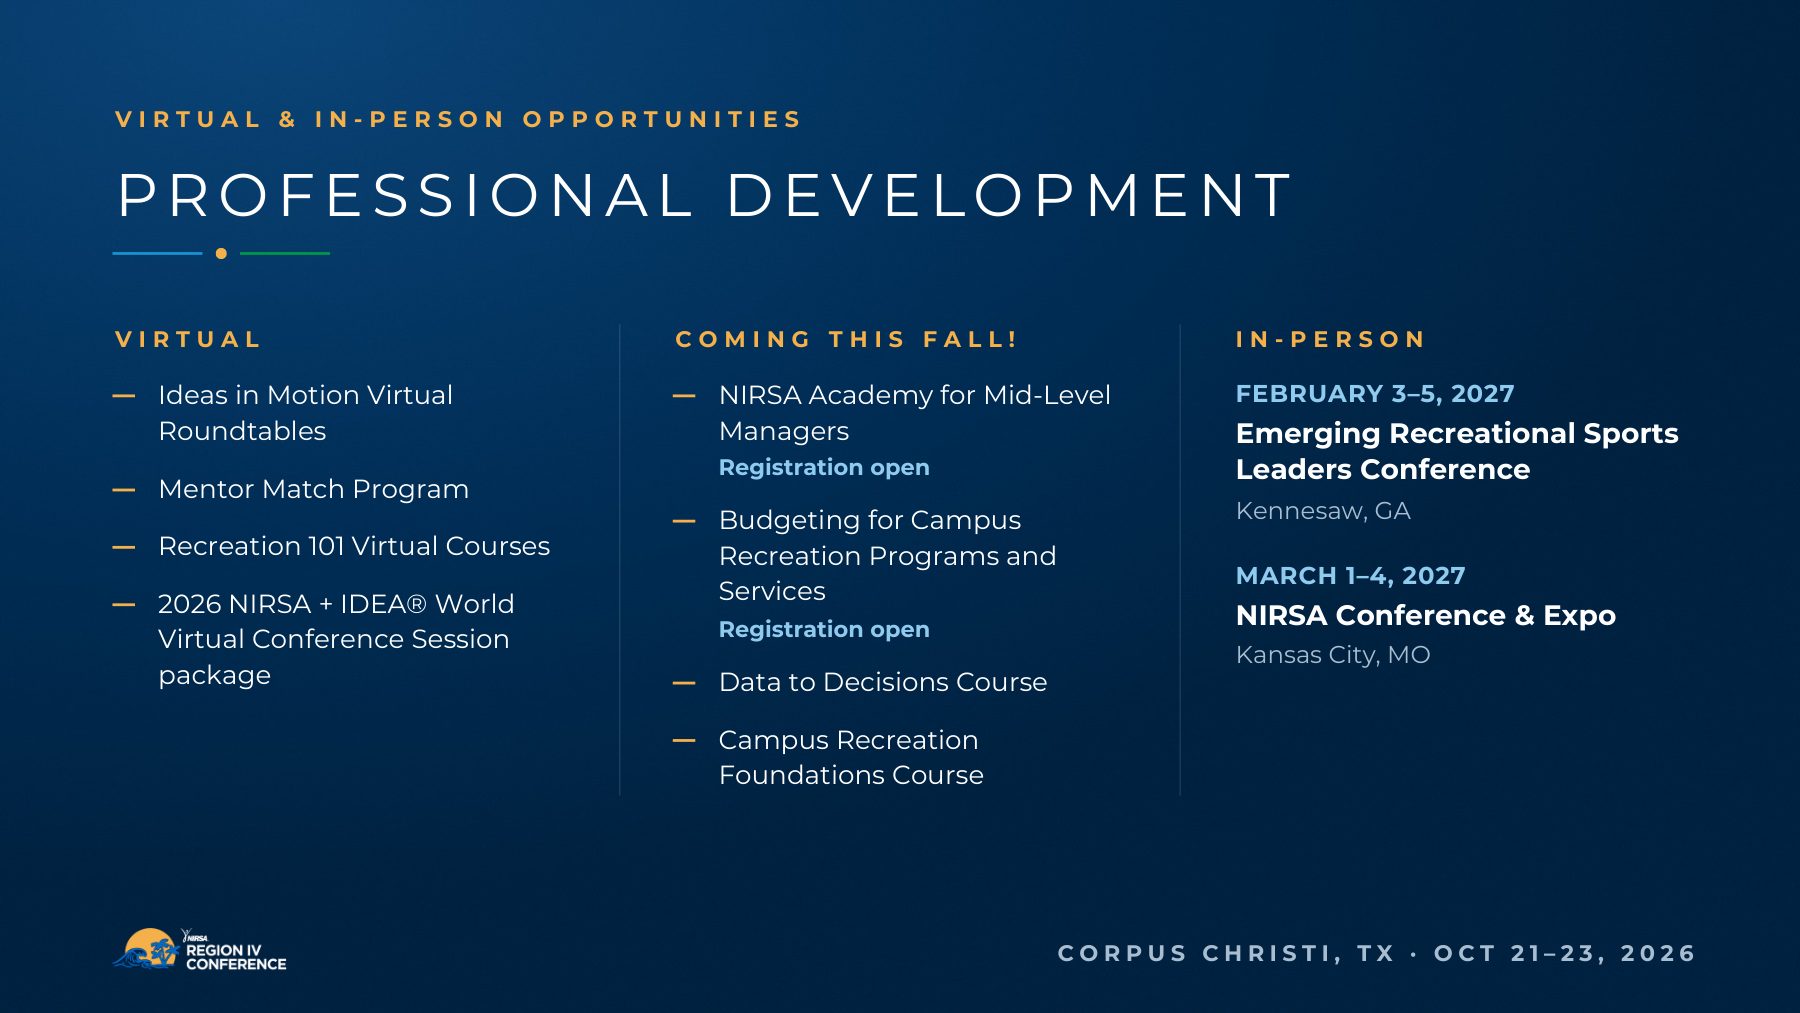 VIRTUAL & IN-PERSON OPPORTUNITIES
PROFESSIONAL DEVELOPMENT
VIRTUAL
— Ideas in Motion Virtual
Roundtables
— Mentor Match Program
— Recreation 101 Virtual Courses
— 2026 NIRSA + IDEA® World
Virtual Conference Session
package
COMING THIS FALL!
— NIRSA Academy for Mid-Level
Managers
Registration open
— Budgeting for Campus
Recreation Programs and
Services
Registration open
— Data to Decisions Course
— Campus Recreation
Foundations Course
IN-PERSON
FEBRUARY 3–5, 2027
Emerging Recreational Sports
Leaders Conference
Kennesaw, GA
MARCH 1–4, 2027
NIRSA Conference & Expo
Kansas City, MO
NIRSA
REGION IV
CONFERENCE
CORPUS CHRISTI, TX · OCT 21–23, 2026